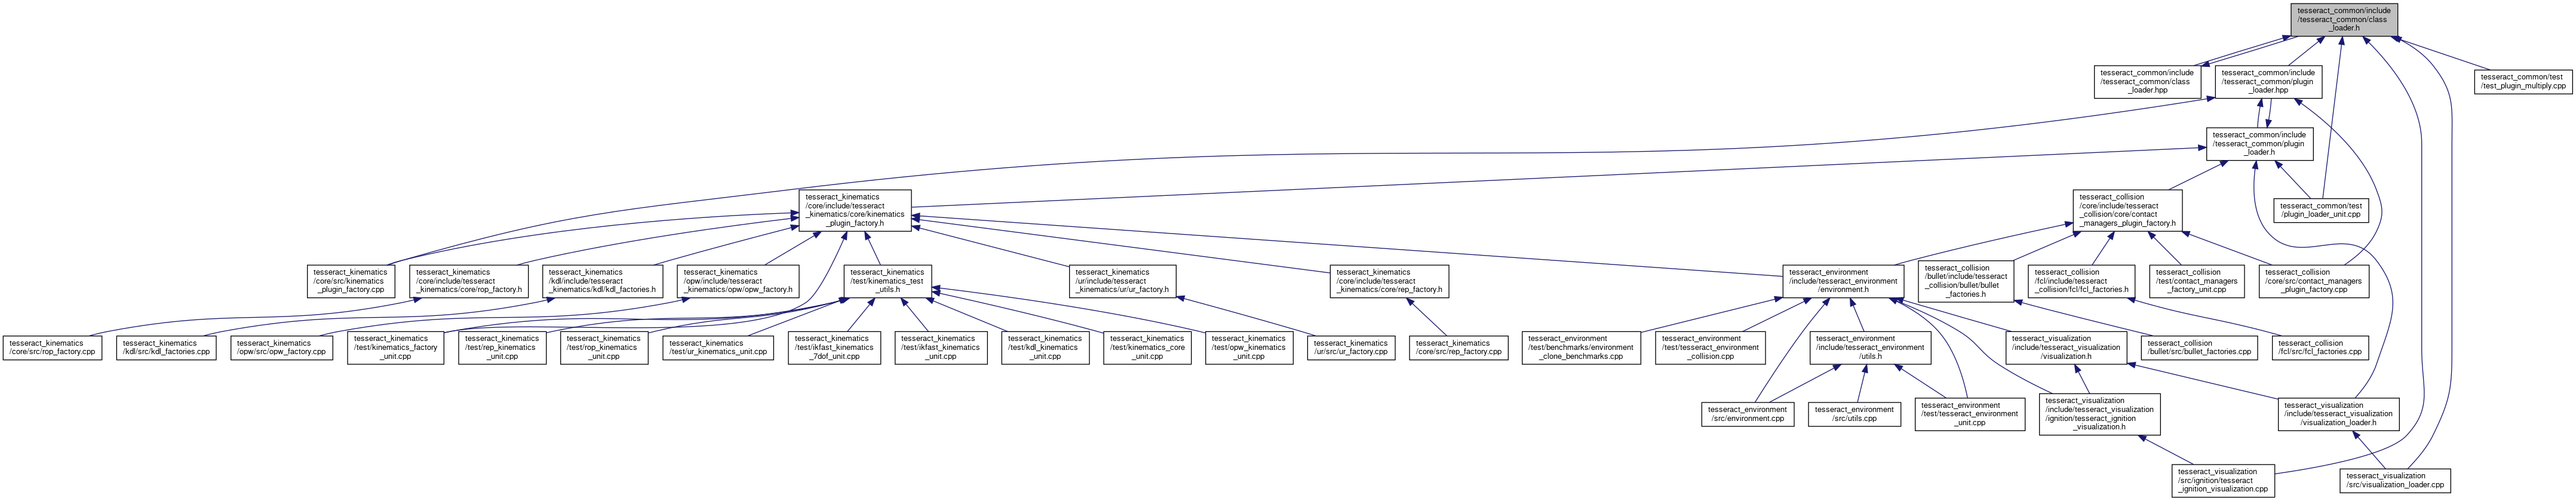 tesseract_common/include
/tesseract_common/class
_loader.h
tesseract_common/include
/tesseract_common/class
_loader.hpp
tesseract_common/include
/tesseract_common/plugin
_loader.hpp
tesseract_common/test
/test_plugin_multiply.cpp
tesseract_common/include
/tesseract_common/plugin
_loader.h
tesseract_kinematics
/core/include/tesseract
_kinematics/core/kinematics
_plugin_factory.h
tesseract_collision
/core/include/tesseract
_collision/core/contact
_managers_plugin_factory.h
tesseract_common/test
/plugin_loader_unit.cpp
tesseract_kinematics
/core/src/kinematics
_plugin_factory.cpp
tesseract_kinematics
/core/include/tesseract
_kinematics/core/rop_factory.h
tesseract_kinematics
/kdl/include/tesseract
_kinematics/kdl/kdl_factories.h
tesseract_kinematics
/opw/include/tesseract
_kinematics/opw/opw_factory.h
tesseract_kinematics
/test/kinematics_test
_utils.h
tesseract_kinematics
/ur/include/tesseract
_kinematics/ur/ur_factory.h
tesseract_kinematics
/core/include/tesseract
_kinematics/core/rep_factory.h
tesseract_environment
/include/tesseract_environment
/environment.h
tesseract_collision
/bullet/include/tesseract
_collision/bullet/bullet
_factories.h
tesseract_collision
/fcl/include/tesseract
_collision/fcl/fcl_factories.h
tesseract_collision
/test/contact_managers
_factory_unit.cpp
tesseract_collision
/core/src/contact_managers
_plugin_factory.cpp
tesseract_kinematics
/core/src/rop_factory.cpp
tesseract_kinematics
/kdl/src/kdl_factories.cpp
tesseract_kinematics
/opw/src/opw_factory.cpp
tesseract_kinematics
/test/kinematics_factory
_unit.cpp
tesseract_kinematics
/test/rep_kinematics
_unit.cpp
tesseract_kinematics
/test/rop_kinematics
_unit.cpp
tesseract_kinematics
/test/ur_kinematics_unit.cpp
tesseract_kinematics
/test/ikfast_kinematics
_7dof_unit.cpp
tesseract_kinematics
/test/ikfast_kinematics
_unit.cpp
tesseract_kinematics
/test/kdl_kinematics
_unit.cpp
tesseract_kinematics
/test/kinematics_core
_unit.cpp
tesseract_kinematics
/test/opw_kinematics
_unit.cpp
tesseract_kinematics
/ur/src/ur_factory.cpp
tesseract_kinematics
/core/src/rep_factory.cpp
tesseract_environment
/test/benchmarks/environment
_clone_benchmarks.cpp
tesseract_environment
/test/tesseract_environment
_collision.cpp
tesseract_environment
/include/tesseract_environment
/utils.h
tesseract_visualization
/include/tesseract_visualization
/visualization.h
tesseract_collision
/bullet/src/bullet_factories.cpp
tesseract_collision
/fcl/src/fcl_factories.cpp
tesseract_environment
/src/environment.cpp
tesseract_environment
/src/utils.cpp
tesseract_environment
/test/tesseract_environment
_unit.cpp
tesseract_visualization
/include/tesseract_visualization
/ignition/tesseract_ignition
_visualization.h
tesseract_visualization
/include/tesseract_visualization
/visualization_loader.h
tesseract_visualization
/src/ignition/tesseract
_ignition_visualization.cpp
tesseract_visualization
/src/visualization_loader.cpp